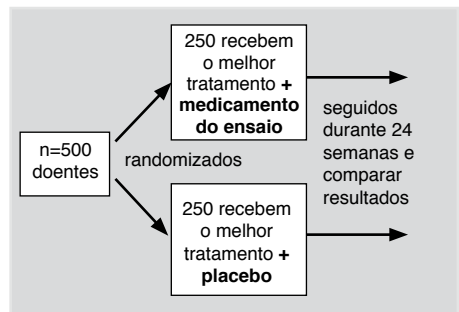 250 recebem
o melhor
tratamento +
medicamento
do ensaio
n=500
doentes
randomizados
seguidos
durante 24
semanas e
comparar
resultados
250 recebem
o melhor
tratamento +
placebo